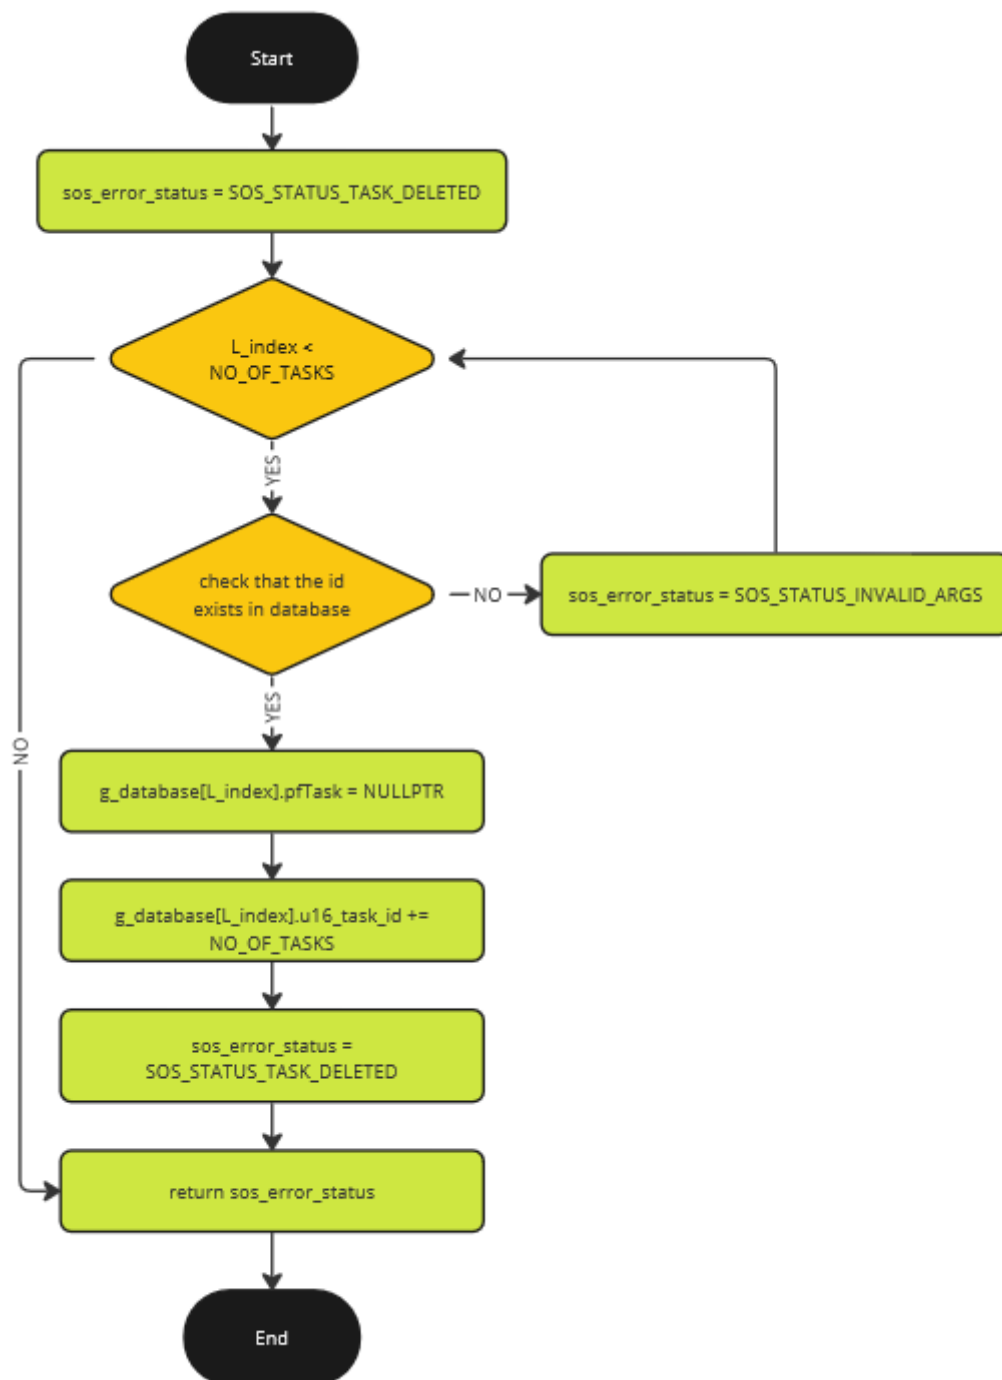 Start
sos_error_status = SOS_STATUS_TASK_DELETED
L_index <
NO_OF_TASKS
YES
check that the id
exists in database
NO
sos_error_status = SOS_STATUS_INVALID_ARGS
YES
NO
g_database[L_index].pfTask = NULLPTR
g_database[L_index].u16_task_id +=
NO_OF_TASKS
sos_error_status =
SOS_STATUS_TASK_DELETED
return sos_error_status
End